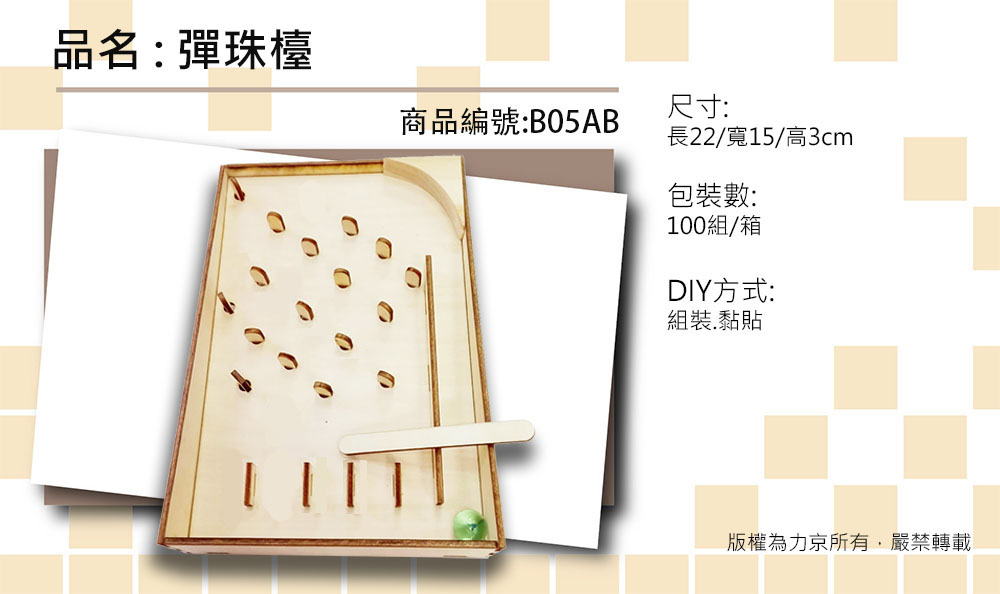 品名 : 彈珠檯
商品編號:B05AB
尺寸:
長22/寬15/高3cm
包裝數:
100組/箱
DIY方式:
組裝.黏貼
版權為力京所有，嚴禁轉載